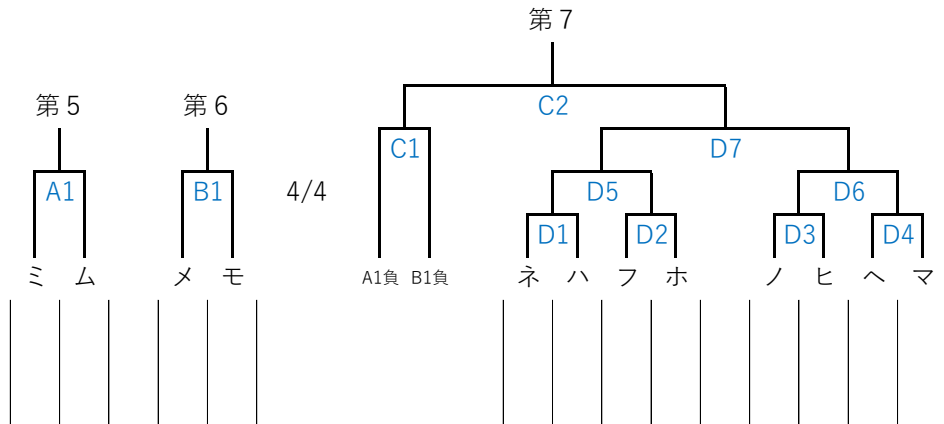 第7
第5 第6 C2
C1 D7
A1 B1 4/4 D5 D6
D1 D2 D3 D4
ミ ム メ モ A1負 B1負 ネ ハ フ ホ ノ ヒ ヘ マ